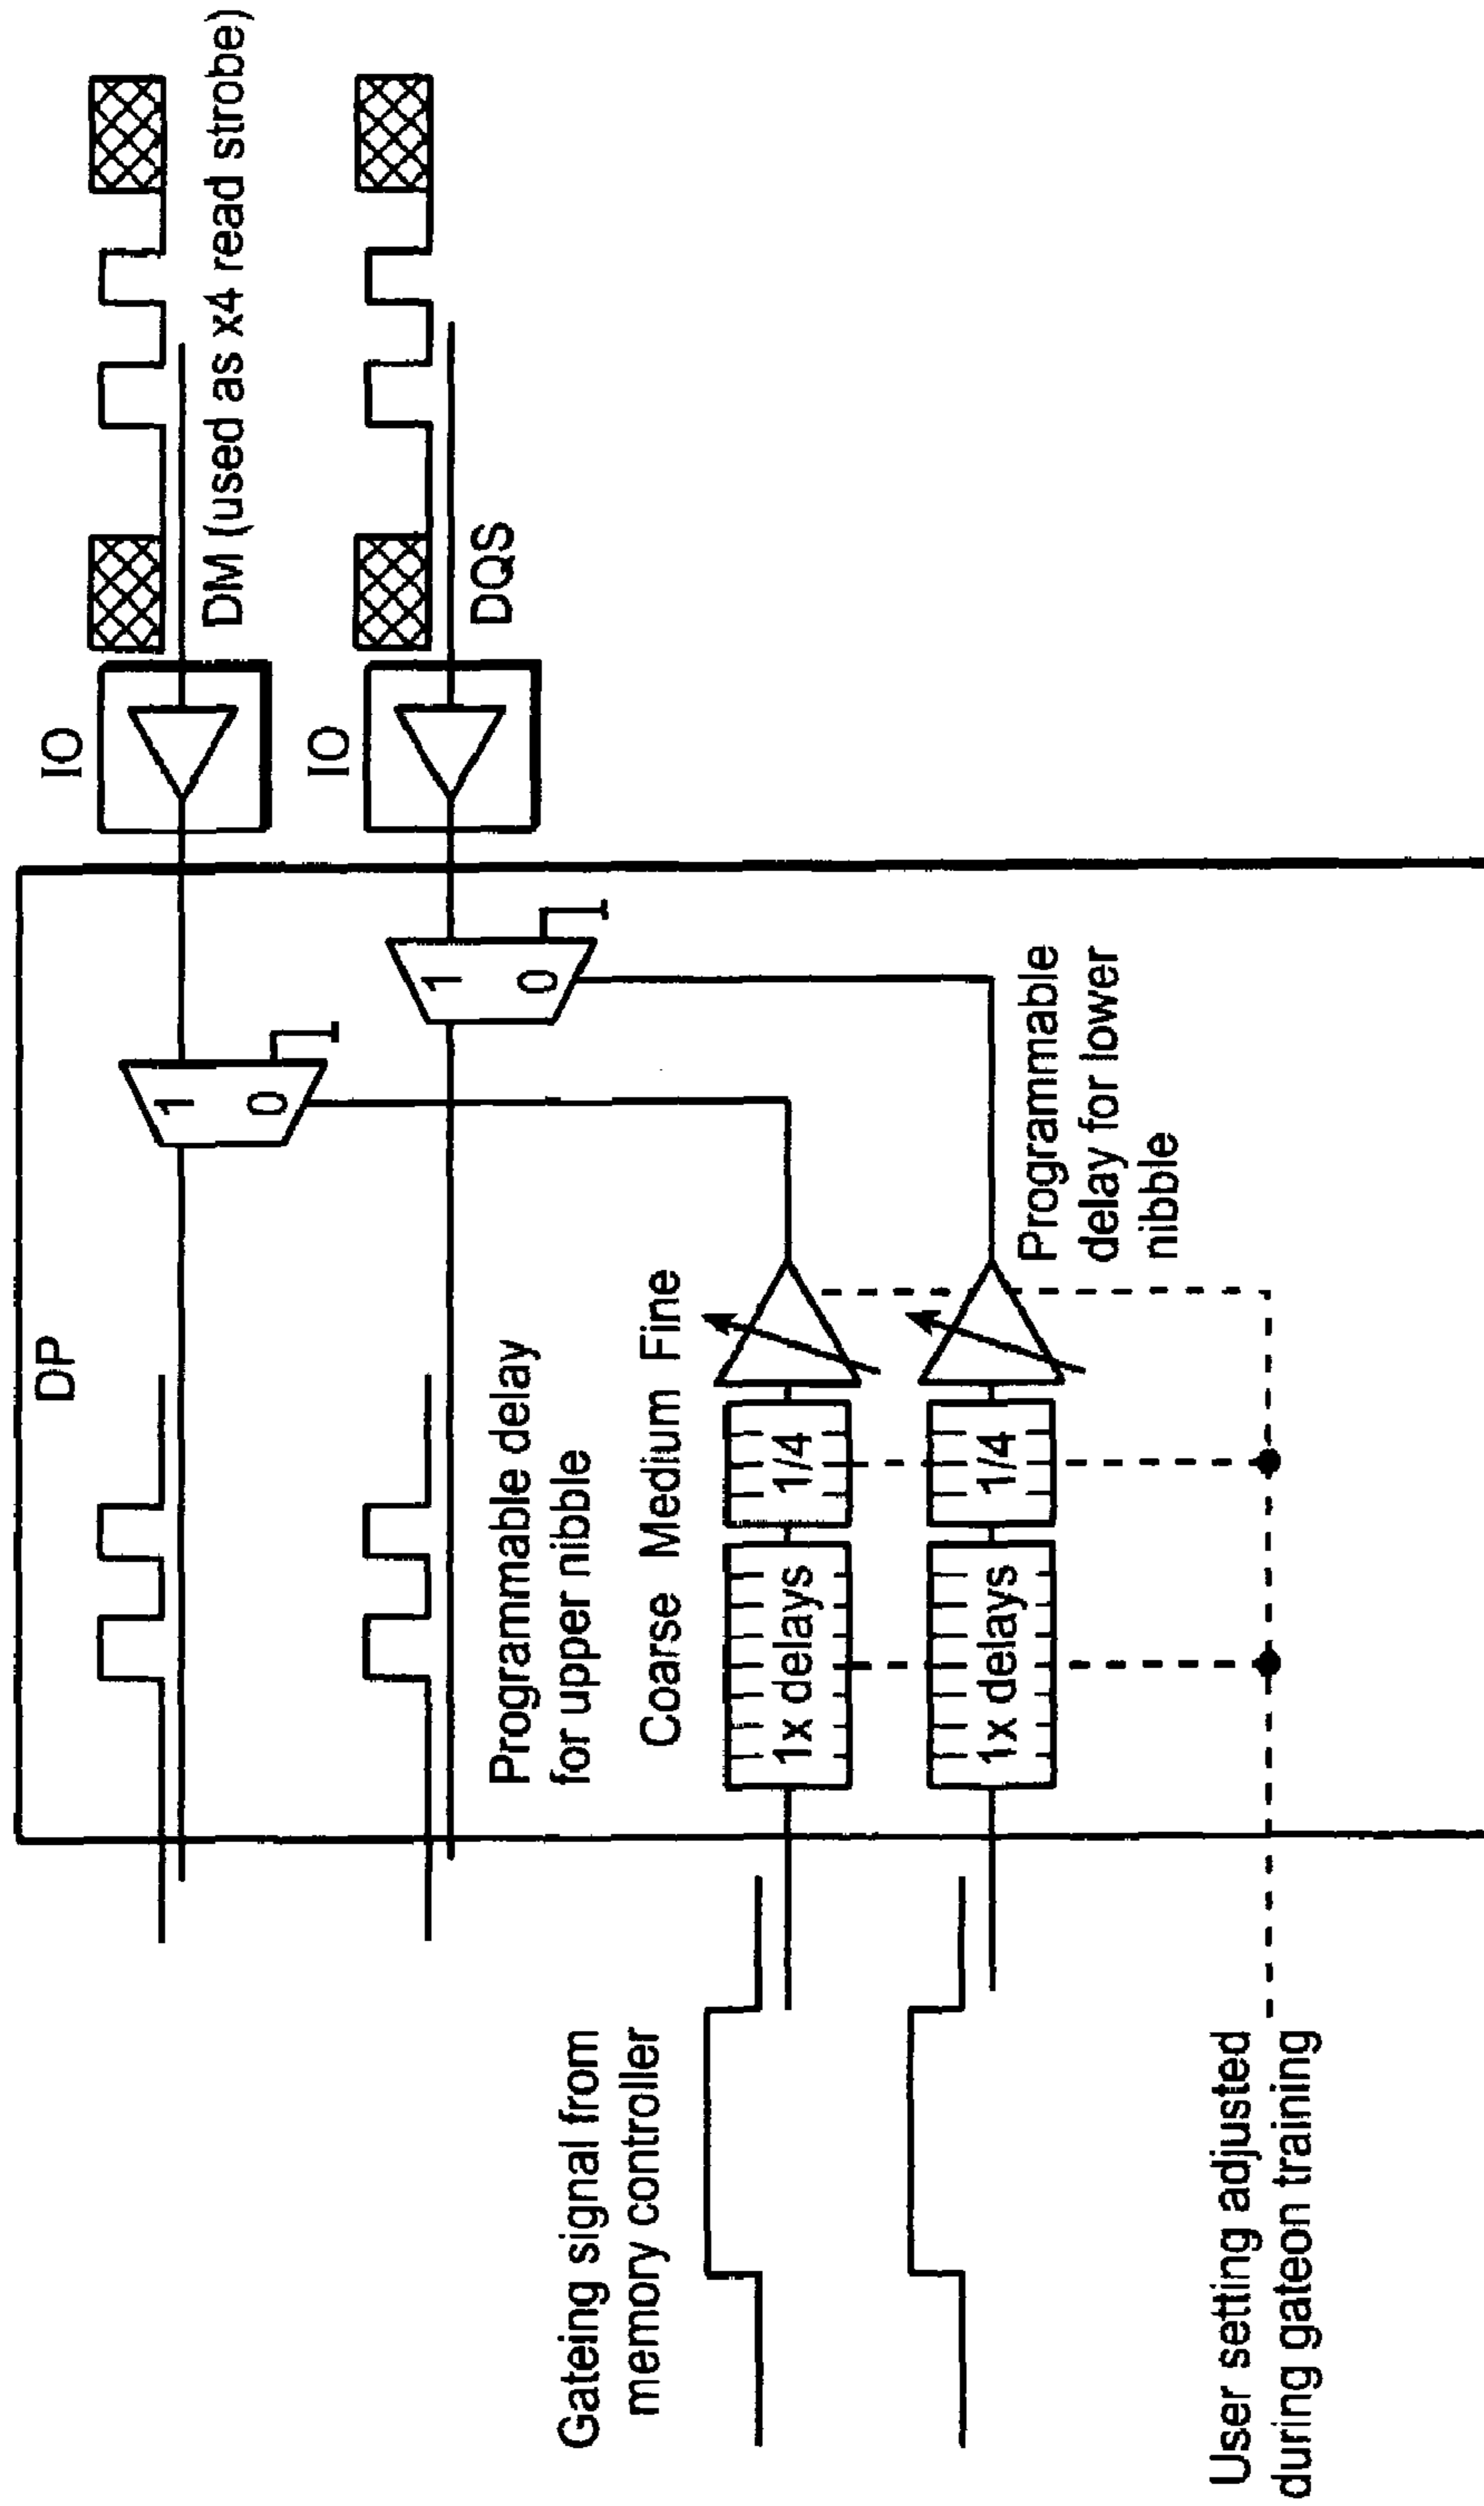 DP
IO
DM (used as x4 read strobe)
1
0
IO
DQS
1
0
Programmable delay
for upper nibble
Gateing signal from
memory controller
Coarse Medium Fine
1x delays
1/4
1x delays
1/4
Programmable
delay for lower
nibble
User setting adjusted
during gateon training